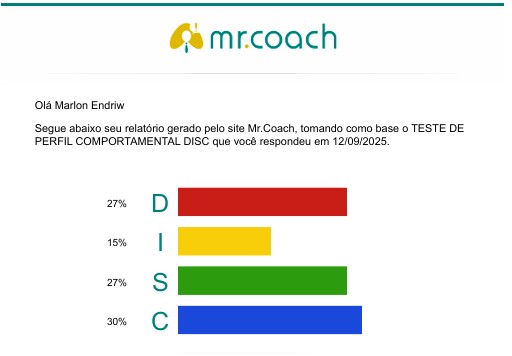 mr.coach
Olá Marlon Endriw
Segue abaixo seu relatório gerado pelo site Mr.Coach, tomando como base o TESTE DE
PERFIL COMPORTAMENTAL DISC que você respondeu em 12/09/2025.
27% D
15% I
27% S
30% C